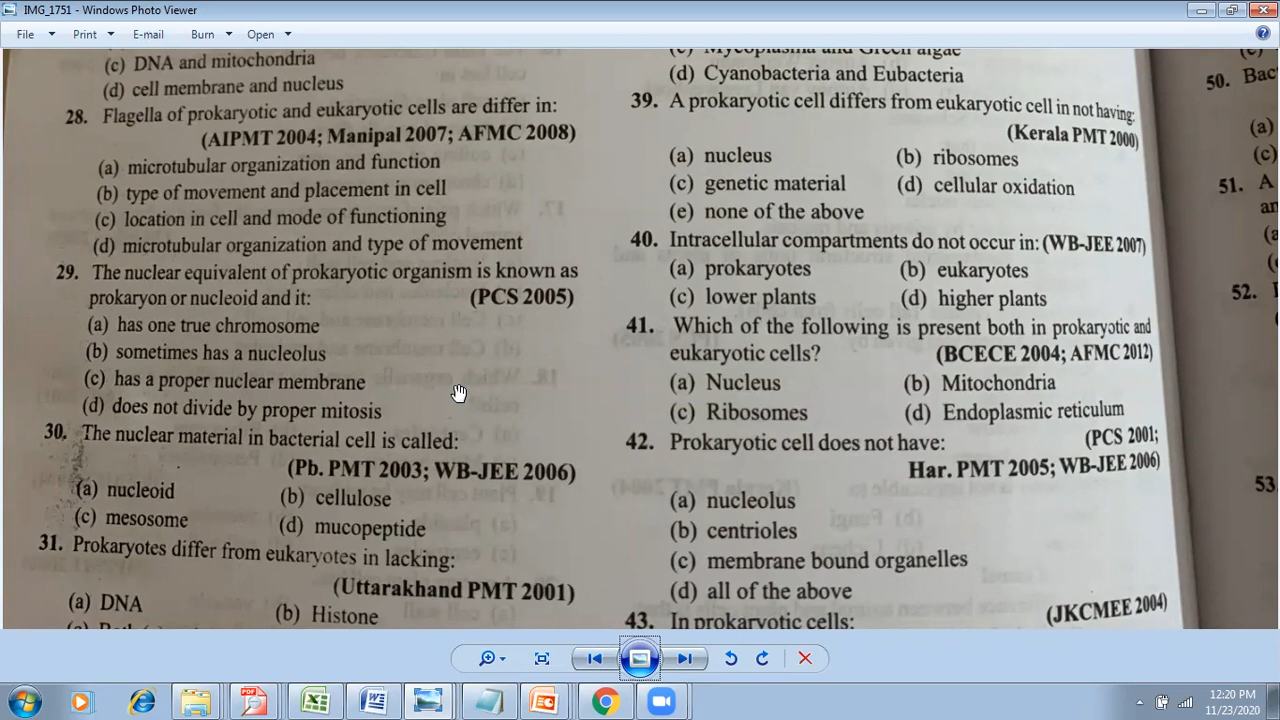 IMG_1751 - Windows Photo Viewer
File Print E-mail Burn Open
(c) DNA and mitochondria
(d) cell membrane and nucleus
28. Flagella of prokaryotic and eukaryotic cells are differ in:
(AIPMT 2004; Manipal 2007; AFMC 2008)
(a) microtubular organization and function
(b) type of movement and placement in cell
(c) location in cell and mode of functioning
(d) microtubular organization and type of movement
29. The nuclear equivalent of prokaryotic organism is known as
prokaryon or nucleoid and it: (PCS 2005)
(a) has one true chromosome
(b) sometimes has a nucleolus
(c) has a proper nuclear membrane
(d) does not divide by proper mitosis
30. The nuclear material in bacterial cell is called:
(Pb. PMT 2003; WB-JEE 2006)
(a) nucleoid (b) cellulose
(c) mesosome (d) mucopeptide
31. Prokaryotes differ from eukaryotes in lacking:
(Uttarakhand PMT 2001)
(a) DNA (b) Histone
(c) Mycoplasma and Green algae
(d) Cyanobacteria and Eubacteria
39. A prokaryotic cell differs from eukaryotic cell in not having:
(Kerala PMT 2000)
(a) nucleus (b) ribosomes
(c) genetic material (d) cellular oxidation
(e) none of the above
40. Intracellular compartments do not occur in: (WB-JEE 2007)
(a) prokaryotes (b) eukaryotes
(c) lower plants (d) higher plants
41. Which of the following is present both in prokaryotic and
eukaryotic cells? (BCECE 2004; AFMC 2012)
(a) Nucleus (b) Mitochondria
(c) Ribosomes (d) Endoplasmic reticulum
42. Prokaryotic cell does not have: (PCS 2001;
Har. PMT 2005; WB-JEE 2006)
(a) nucleolus
(b) centrioles
(c) membrane bound organelles
(d) all of the above
43. In prokaryotic cells: (JKCMEE 2004)
50. Bac
(a)
(c)
51. A
an
(a
52.
53
12:20 PM
11/23/2020